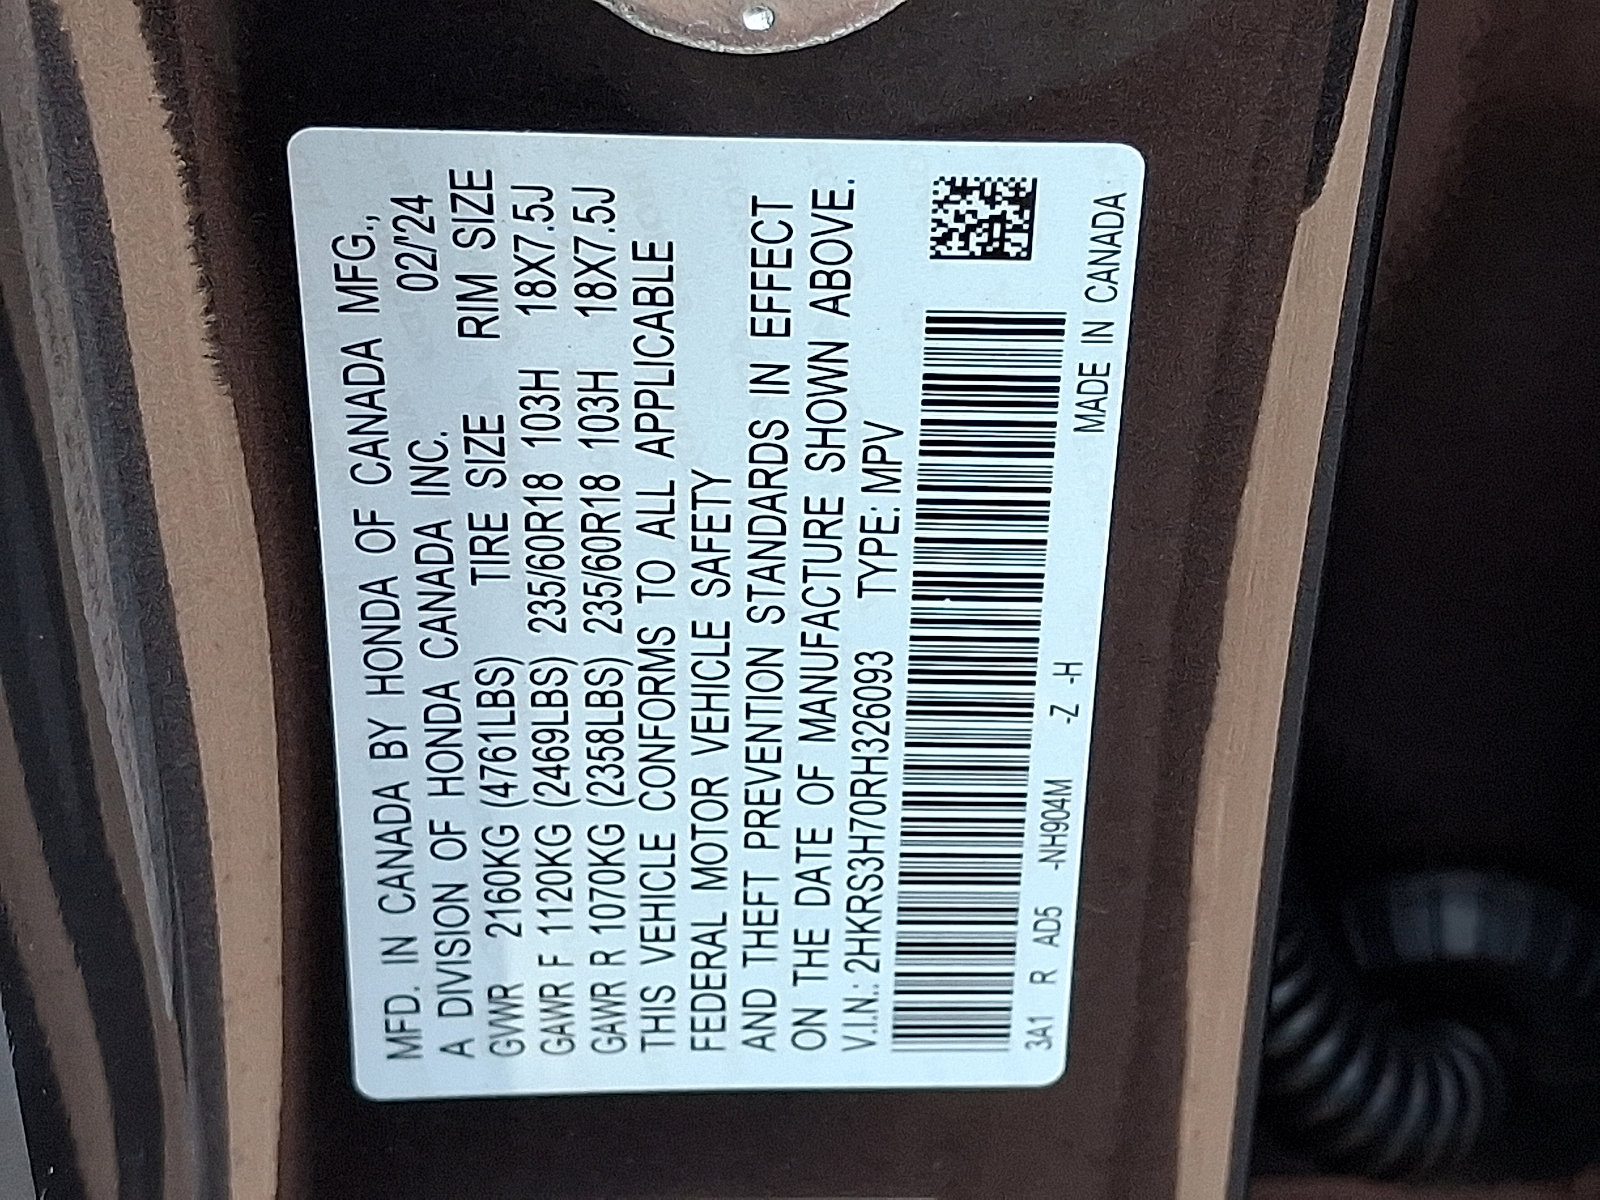 MFD. IN CANADA BY HONDA OF CANADA MFG.,
A DIVISION OF HONDA CANADA INC. 02/'24
GVWR 2160KG (4761LBS) TIRE SIZE RIM SIZE
GAWR F 1120KG (2469LBS) 235/60R18 103H 18X7.5J
GAWR R 1070KG (2358LBS) 235/60R18 103H 18X7.5J
THIS VEHICLE CONFORMS TO ALL APPLICABLE
FEDERAL MOTOR VEHICLE SAFETY
AND THEFT PREVENTION STANDARDS IN EFFECT
ON THE DATE OF MANUFACTURE SHOWN ABOVE.
V.I.N.: 2HKRS3H70RH326093 TYPE: MPV
3A1 R AD5 -NH904M -Z -H
MADE IN CANADA